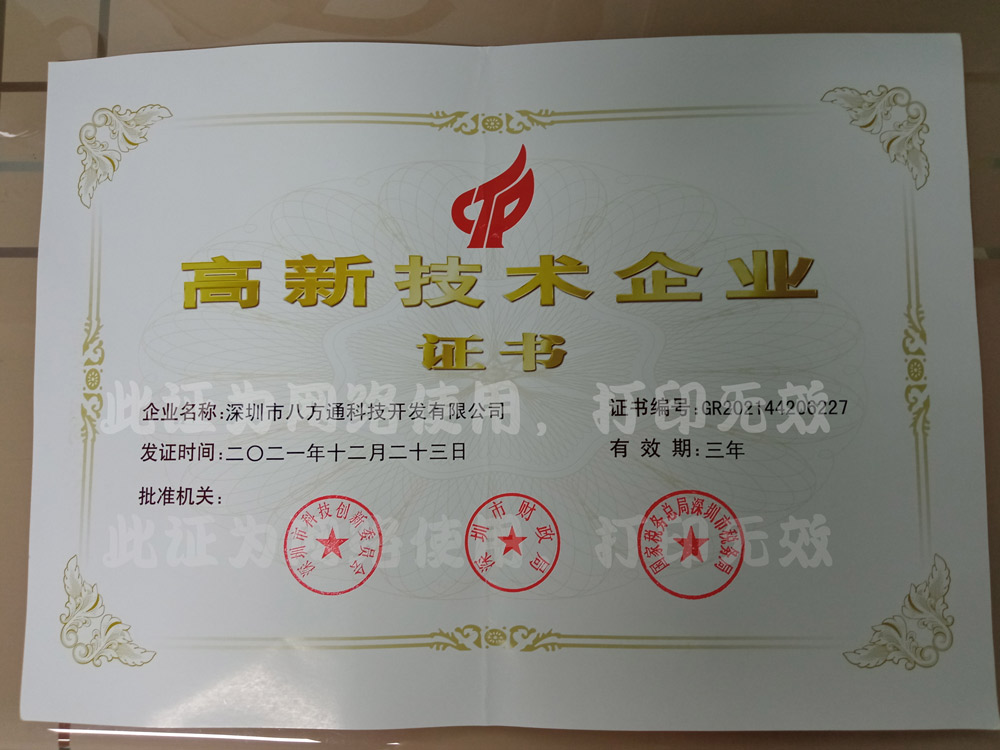 高新技术企业
证书
此证为网络使用，打印无效
企业名称:深圳市八方通科技开发有限公司
证书编号:GR202144206227
发证时间:二〇二一年十二月二十三日
有效期:三年
批准机关:
深圳市科技创新委员会
深圳市财政局
国家税务总局深圳市税务局
此证为网络使用，打印无效